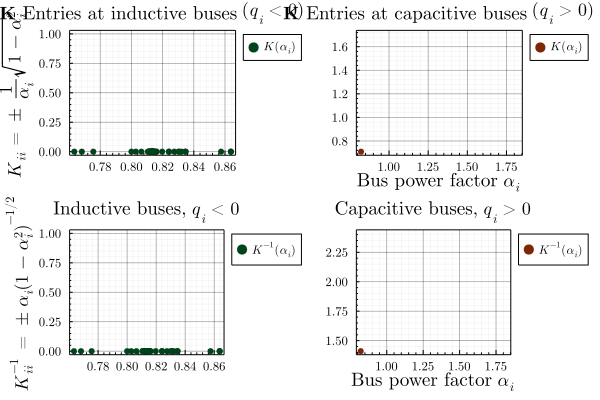 K Entries at inductive buses (q_i < 0)
K Entries at capacitive buses (q_i > 0)
K_ii = ± 1/α_i √1 − α
1.00
0.75
0.50
0.25
0.00
0.78 0.80 0.82 0.84 0.86
K(α_i)
1.6
1.4
1.2
1.0
0.8
1.00 1.25 1.50 1.75
K(α_i)
Bus power factor α_i
Inductive buses, q_i < 0
Capacitive buses, q_i > 0
K_ii^−1 = ± α_i(1 − α_i^2)^−1/2
1.00
0.75
0.50
0.25
0.00
0.78 0.80 0.82 0.84 0.86
K^−1(α_i)
2.25
2.00
1.75
1.50
1.00 1.25 1.50 1.75
K^−1(α_i)
Bus power factor α_i